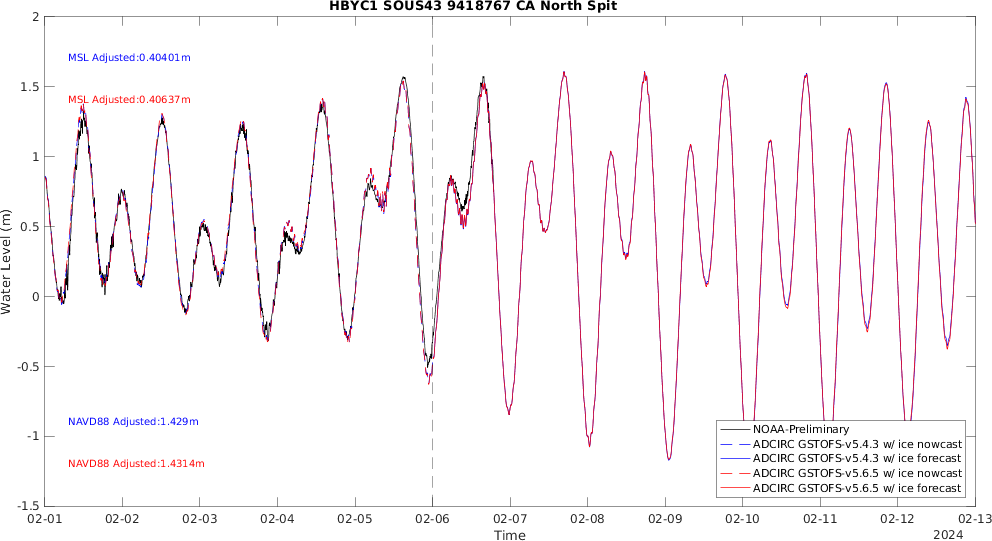 HBYC1 SOUS43 9418767 CA North Spit
2
1.5
1
0.5
0
-0.5
-1
-1.5
Water Level (m)
MSL Adjusted:0.40401m
MSL Adjusted:0.40637m
NAVD88 Adjusted:1.429m
NAVD88 Adjusted:1.4314m
NOAA-Preliminary
ADCIRC GSTOFS-v5.4.3 w/ ice nowcast
ADCIRC GSTOFS-v5.4.3 w/ ice forecast
ADCIRC GSTOFS-v5.6.5 w/ ice nowcast
ADCIRC GSTOFS-v5.6.5 w/ ice forecast
02-01 02-02 02-03 02-04 02-05 02-06 02-07 02-08 02-09 02-10 02-11 02-12 02-13
Time
2024